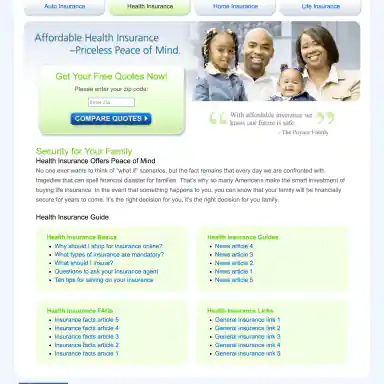 Auto Insurance
Health Insurance
Home Insurance
Life Insurance
Affordable Health Insurance
–Priceless Peace of Mind.
Get Your Free Quotes Now!
Please enter your zip code:
Enter Zip
COMPARE QUOTES
With affordable insurance we
know our future is safe.
- The Poynor Family
Security for Your Family
Health Insurance Offers Peace of Mind
No one ever wants to think of "what if" scenarios, but the fact remains that every day we are confronted with
tragedies that can spell financial disaster for families. That's why so many Americans make the smart investment of
buying life insurance. In the event that something happens to you, you can know that your family will be financially
secure for years to come. It's the right decision for you, it's the right decision for you family.
Health Insurance Guide
Health Insurance Basics
Why should I shop for insurance online?
What types of insurance are mandatory?
What should I insure?
Questions to ask your insurance agent
Ten tips for saving on your insurance
Health Insurance Guides
News article 4
News article 3
News article 2
News article 1
News article 5
Health Insurance FAQs
Insurance facts article 5
Insurance facts article 4
Insurance facts article 3
Insurance facts article 2
Insurance facts article 1
Health Insurance Links
General insurance link 1
General insurance link 2
General insurance link 3
General insurance link 4
General insurance link 5